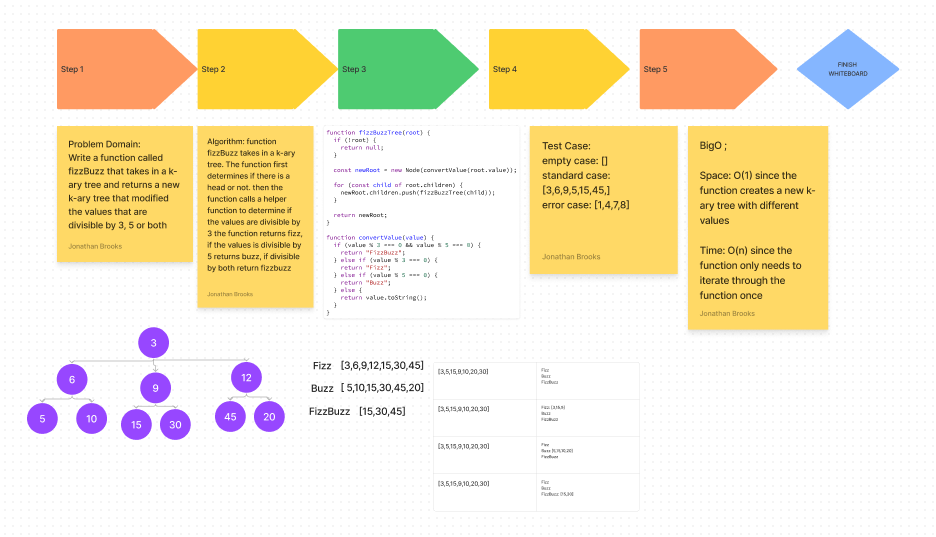 Step 1
Step 2
Step 3
Step 4
Step 5
FINISH
WHITEBOARD
Problem Domain:
Write a function called
fizzBuzz that takes in a k-ary
tree and returns a new
k-ary tree that modified
the values that are
divisible by 3, 5 or both
Jonathan Brooks
Algorithm: function
fizzBuzz takes in a k-ary
tree. The function first
determines if there is a
head or not. then the
function calls a helper
function to determine if
the values are divisible by
3 the function returns fizz,
if the values is divisible by
5 returns buzz, if divisible
by both return fizzbuzz
Jonathan Brooks
function fizzBuzzTree(root) {
if (!root) {
return null;
}
const newRoot = new Node(convertValue(root.value));
for (const child of root.children) {
newRoot.children.push(fizzBuzzTree(child));
}
return newRoot;
}
function convertValue(value) {
if (value % 3 === 0 && value % 5 === 0) {
return "FizzBuzz";
} else if (value % 3 === 0) {
return "Fizz";
} else if (value % 5 === 0) {
return "Buzz";
} else {
return value.toString();
}
}
Test Case:
empty case: []
standard case:
[3,6,9,5,15,45,]
error case: [1,4,7,8]
Jonathan Brooks
BigO ;
Space: O(1) since the
function creates a new k-
ary tree with different
values
Time: O(n) since the
function only needs to
iterate through the
function once
Jonathan Brooks
3
6
9
12
5
10
15
30
45
20
Fizz [3,6,9,12,15,30,45]
Buzz [ 5,10,15,30,45,20]
FizzBuzz [15,30,45]
[3,5,15,9,10,20,30]
Fizz
Buzz
FizzBuzz
[3,5,15,9,10,20,30]
Fizz [3,15,9]
Buzz
FizzBuzz
[3,5,15,9,10,20,30]
Fizz
Buzz [5,15,10,20]
FizzBuzz
[3,5,15,9,10,20,30]
Fizz
Buzz
FizzBuzz [15,30]